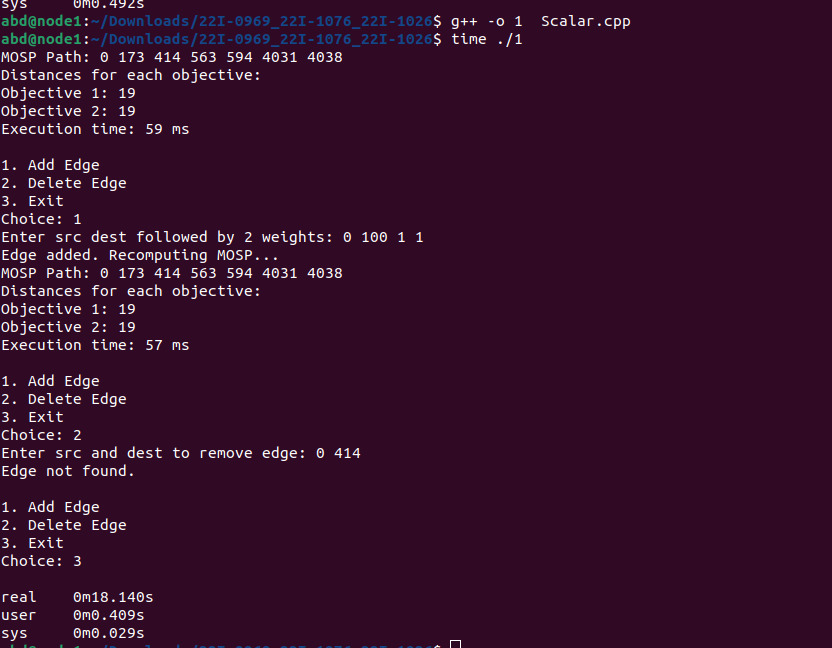 sys     0m0.492s
abd@node1:~/Downloads/22I-0969_22I-1076_22I-1026$ g++ -o 1  Scalar.cpp
abd@node1:~/Downloads/22I-0969_22I-1076_22I-1026$ time ./1
MOSP Path: 0 173 414 563 594 4031 4038
Distances for each objective:
Objective 1: 19
Objective 2: 19
Execution time: 59 ms

1. Add Edge
2. Delete Edge
3. Exit
Choice: 1
Enter src dest followed by 2 weights: 0 100 1 1
Edge added. Recomputing MOSP...
MOSP Path: 0 173 414 563 594 4031 4038
Distances for each objective:
Objective 1: 19
Objective 2: 19
Execution time: 57 ms

1. Add Edge
2. Delete Edge
3. Exit
Choice: 2
Enter src and dest to remove edge: 0 414
Edge not found.

1. Add Edge
2. Delete Edge
3. Exit
Choice: 3

real    0m18.140s
user    0m0.409s
sys     0m0.029s
abd@node1:~/Downloads/22I-0969_22I-1076_22I-1026$